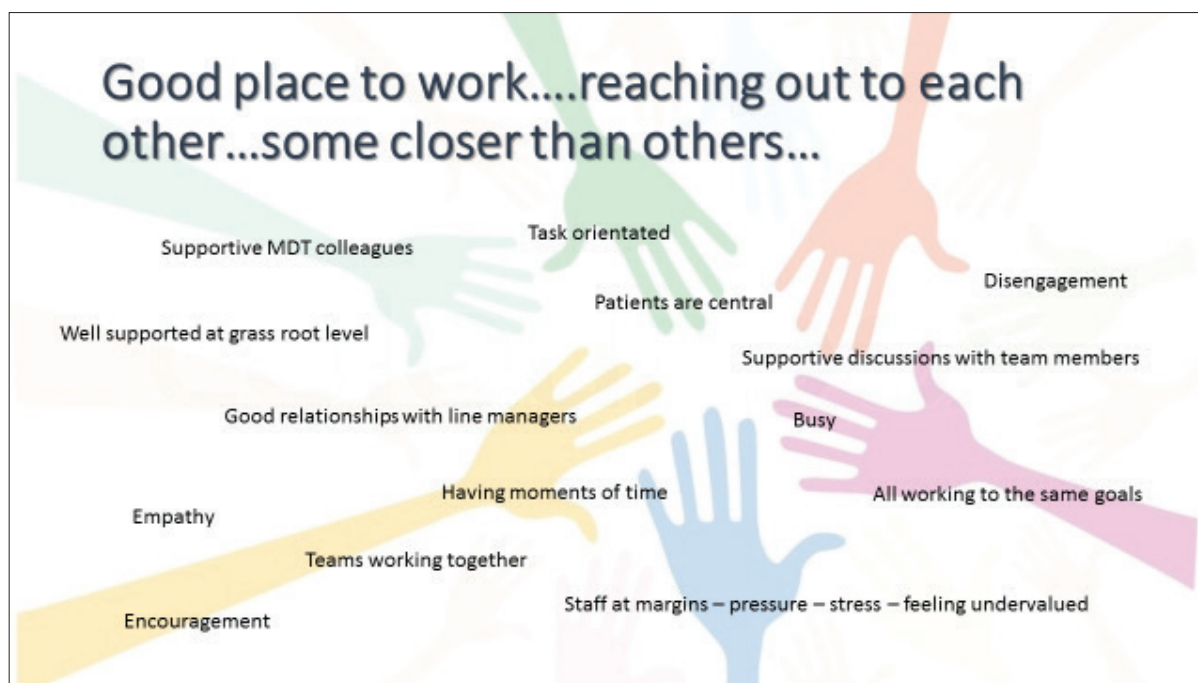 Good place to work....reaching out to each
other...some closer than others...
Task orientated
Supportive MDT colleagues
Disengagement
Patients are central
Well supported at grass root level
Supportive discussions with team members
Good relationships with line managers
Busy
Having moments of time
All working to the same goals
Empathy
Teams working together
Staff at margins – pressure – stress – feeling undervalued
Encouragement